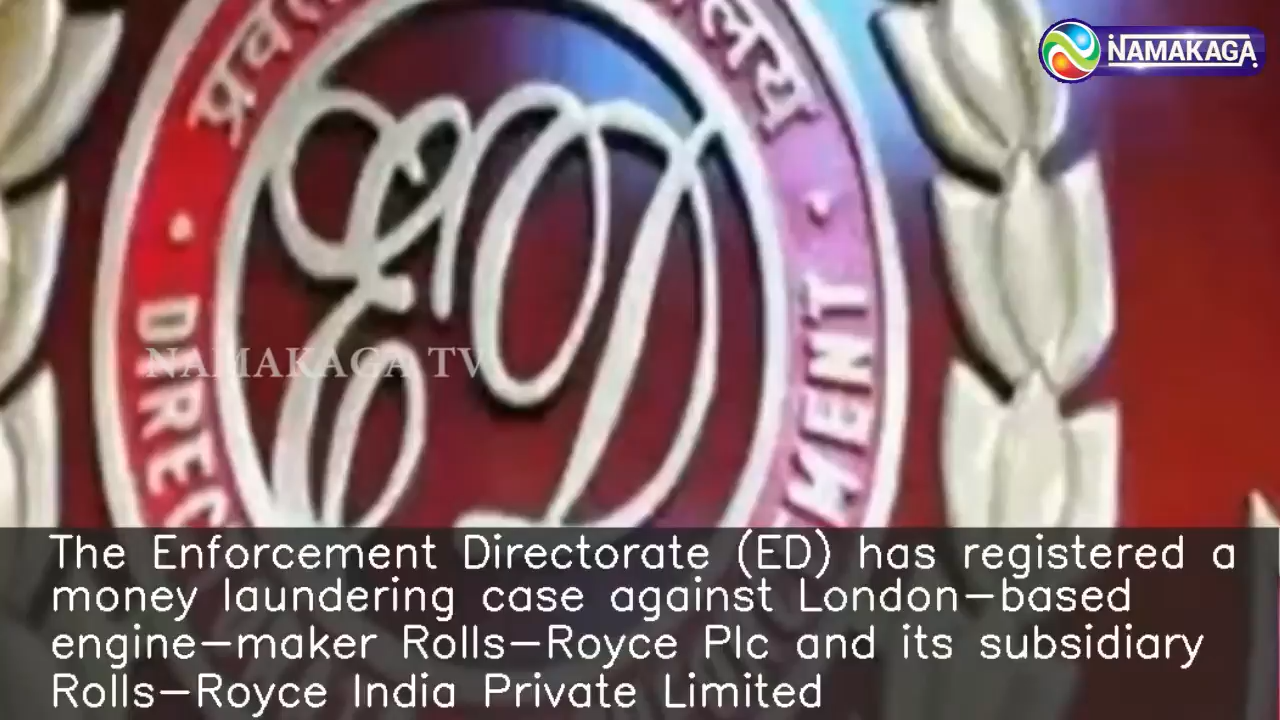 NAMAKAGA
NAMAKAGA TV
The Enforcement Directorate (ED) has registered a
money laundering case against London-based
engine-maker Rolls-Royce Plc and its subsidiary
Rolls-Royce India Private Limited